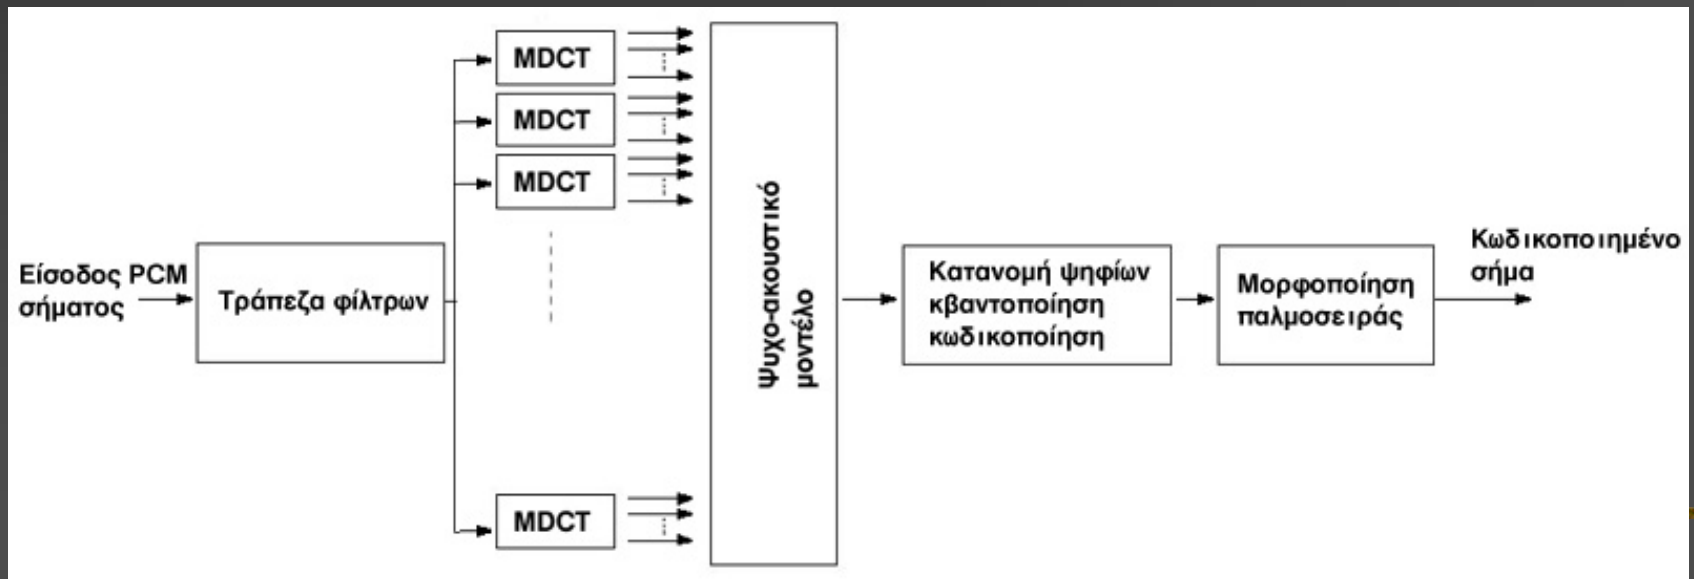 Είσοδος PCM
σήματος
Τράπεζα φίλτρων
MDCT
MDCT
MDCT
MDCT
Ψυχο-ακουστικό
μοντέλο
Κατανομή ψηφίων
κβαντοποίηση
κωδικοποίηση
Μορφοποίηση
παλμοσειράς
Κωδικοποιημένο
σήμα